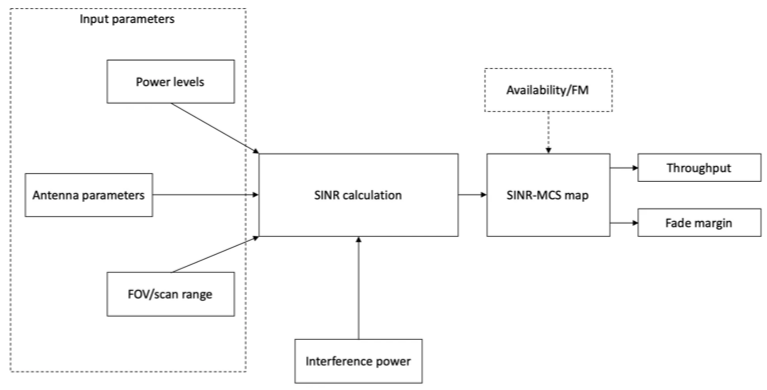 Input parameters
Power levels
Availability/FM
Antenna parameters
SINR calculation
SINR-MCS map
Throughput
Fade margin
FOV/scan range
Interference power